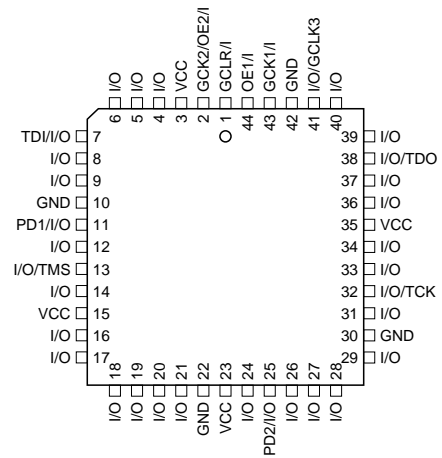 I/O
I/O
I/O
VCC
GCK2/OE2/I
GCLR/I
OE1/I
GCK1/I
GND
I/O/GCLK3
I/O
6
5
4
3
2
1
44
43
42
41
40
TDI/I/O 7
I/O 8
I/O 9
GND 10
PD1/I/O 11
I/O 12
I/O/TMS 13
I/O 14
VCC 15
I/O 16
I/O 17
39 I/O
38 I/O/TDO
37 I/O
36 I/O
35 VCC
34 I/O
33 I/O
32 I/O/TCK
31 I/O
30 GND
29 I/O
18
19
20
21
22
23
24
25
26
27
28
I/O
I/O
I/O
I/O
GND
VCC
I/O
PD2/I/O
I/O
I/O
I/O